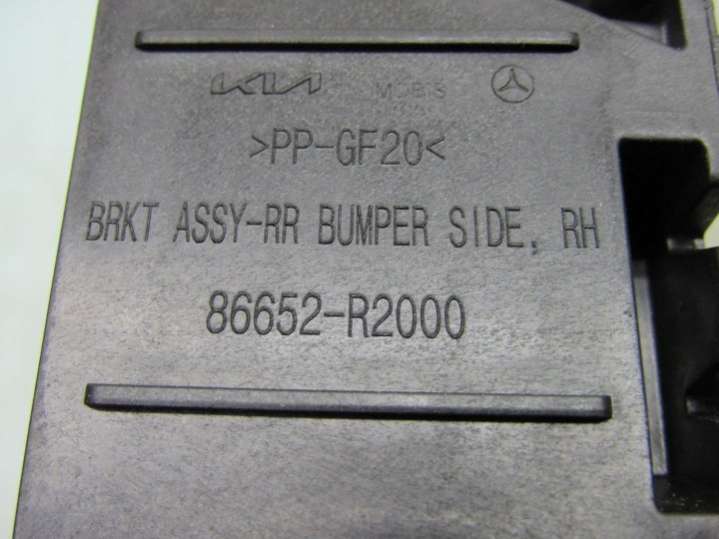 KIA MOBIS
>PP-GF20<
BRKT ASSY-RR BUMPER SIDE, RH
86652-R2000